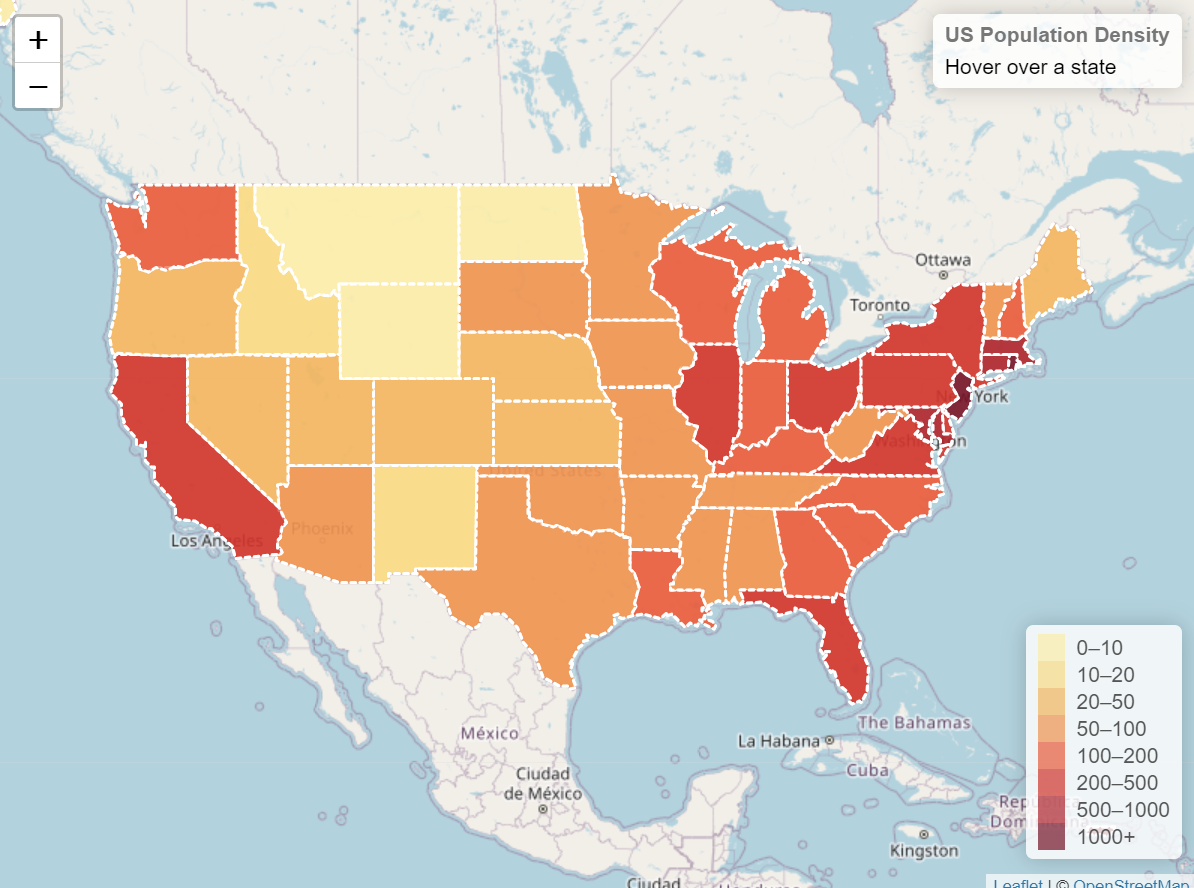 +
−
US Population Density
Hover over a state
Ottawa
Toronto
New York
Washington
United States
Phoenix
Los Angeles
México
Ciudad
de México
La Habana
The Bahamas
Cuba
Kingston
0–10
10–20
20–50
50–100
100–200
200–500
500–1000
1000+
Ciudad
Leaflet | © OpenStreetMap